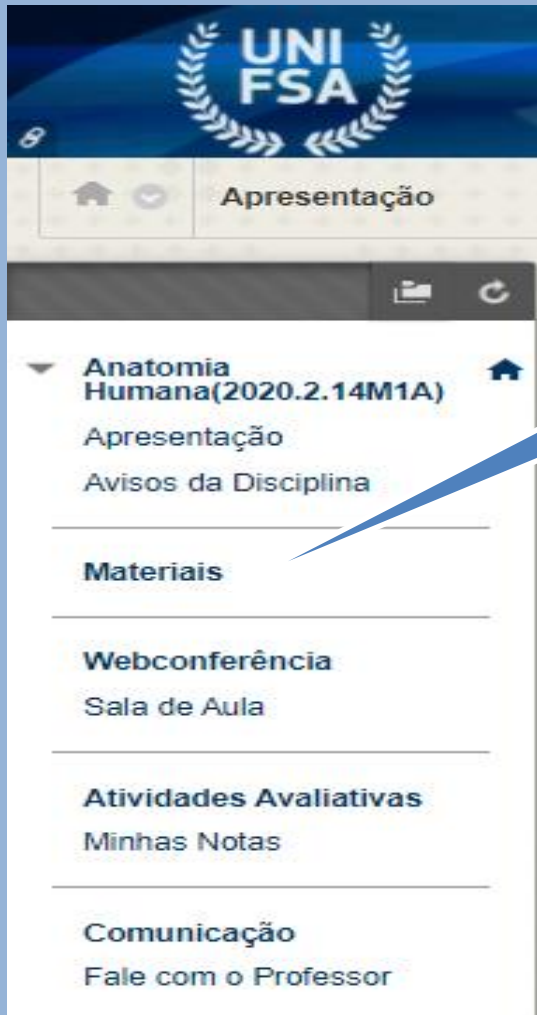 UNI
FSA
Apresentação
Anatomia
Humana(2020.2.14M1A)
Apresentação
Avisos da Disciplina
Materiais
Webconferência
Sala de Aula
Atividades Avaliativas
Minhas Notas
Comunicação
Fale com o Professor